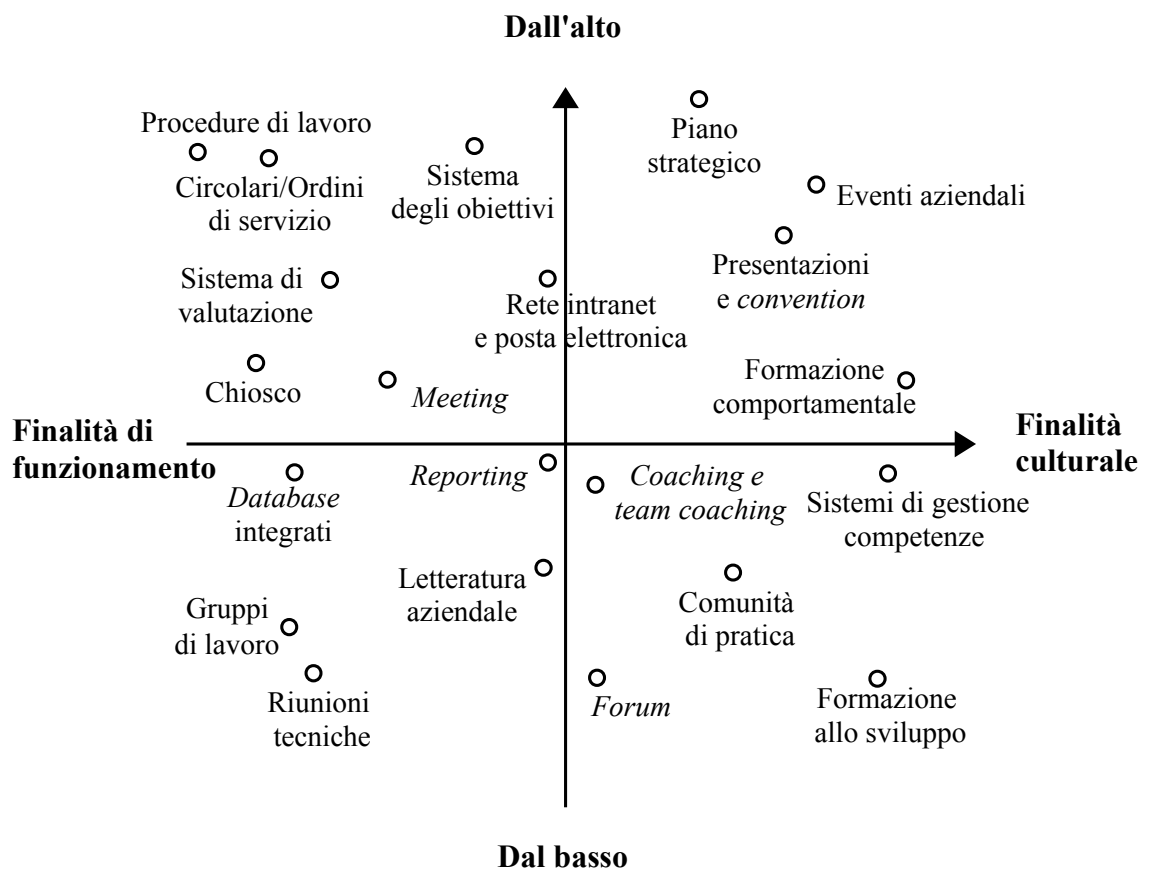 Dall'alto
Procedure di lavoro
Circolari/Ordini
di servizio
Sistema
degli obiettivi
Piano
strategico
Eventi aziendali
Presentazioni
e convention
Sistema di
valutazione
Rete intranet
e posta elettronica
Chiosco
Meeting
Formazione
comportamentale
Finalità di
funzionamento
Finalità
culturale
Reporting
Coaching e
team coaching
Database
integrati
Sistemi di gestione
competenze
Letteratura
aziendale
Comunità
di pratica
Gruppi
di lavoro
Riunioni
tecniche
Forum
Formazione
allo sviluppo
Dal basso